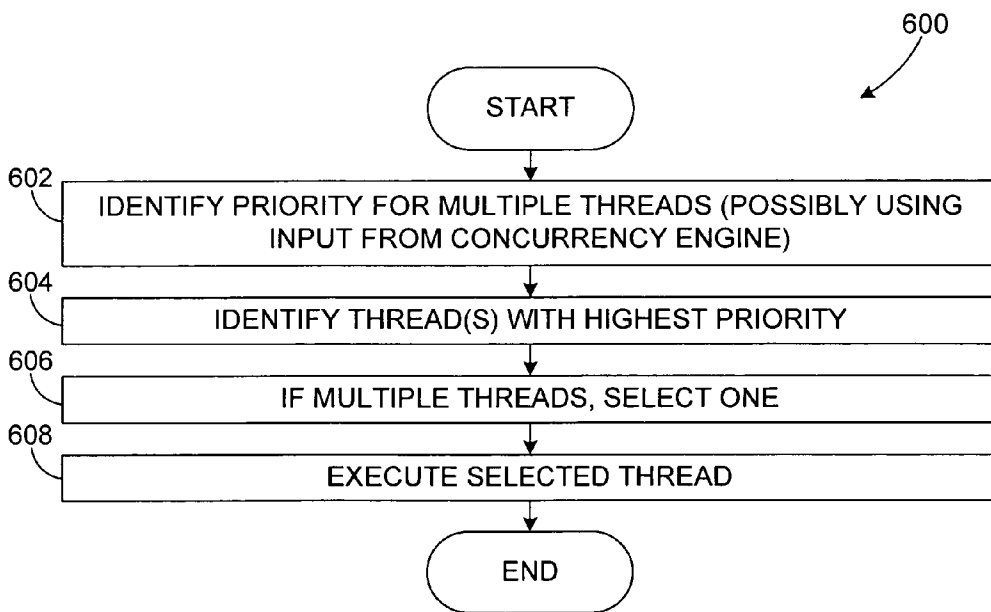 600
START
602
IDENTIFY PRIORITY FOR MULTIPLE THREADS (POSSIBLY USING
INPUT FROM CONCURRENCY ENGINE)
604
IDENTIFY THREAD(S) WITH HIGHEST PRIORITY
606
IF MULTIPLE THREADS, SELECT ONE
608
EXECUTE SELECTED THREAD
END